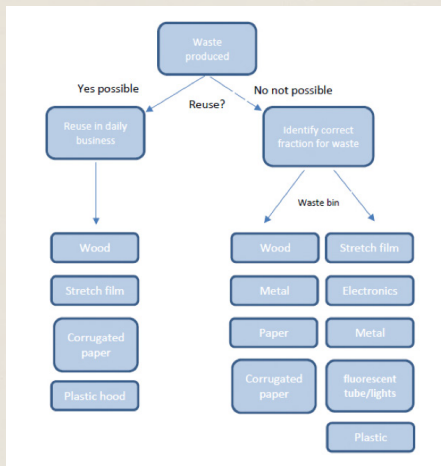 Waste
produced
Yes possible
No not possible
Reuse?
Reuse in daily
business
Identify correct
fraction for waste
Waste bin
Wood
Stretch film
Corrugated
paper
Plastic hood
Wood
Metal
Paper
Corrugated
paper
Stretch film
Electronics
Metal
fluorescent
tube/lights
Plastic